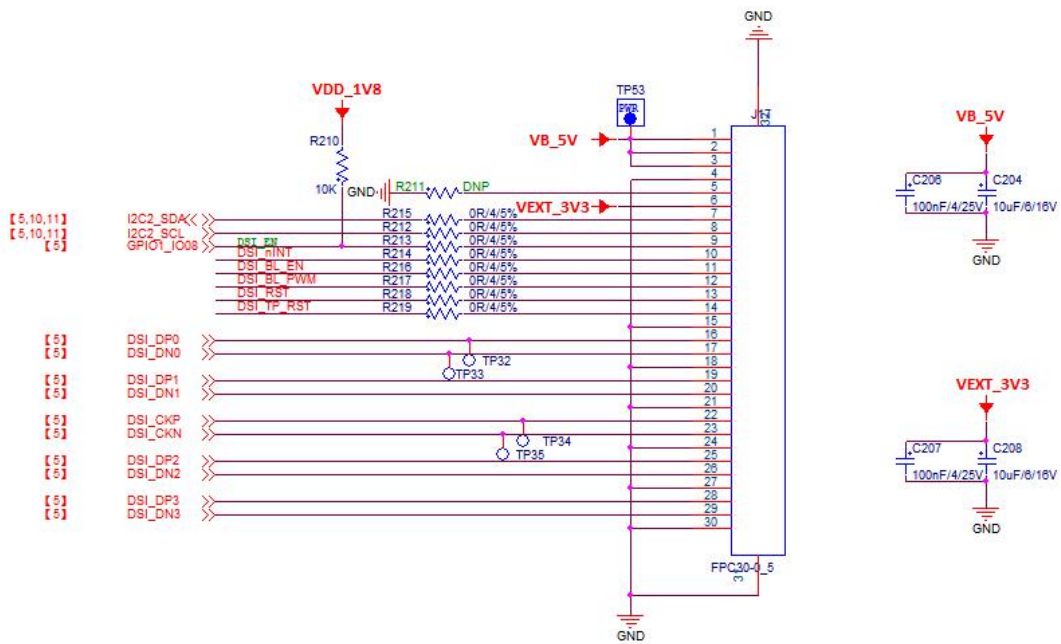 GND
VDD_1V8
TP53
PWR
VB_5V
VB_5V
R210
10K
1
2
3
4
5
6
7
8
9
10
11
12
13
14
15
16
17
18
19
20
21
22
23
24
25
26
27
28
29
30
GND
R211
DNP
VEXT_3V3
C206
100nF/4/25V
C204
10uF/6/16V
GND
【5,10,11】 I2C2_SDA R215 0R/4/5%
【5,10,11】 I2C2_SCL R212 0R/4/5%
【5】 GPIO1_IO08 DSI_EN R213 0R/4/5%
DSI_nINT R214 0R/4/5%
DSI_BL_EN R216 0R/4/5%
DSI_BL_PWM R217 0R/4/5%
DSI_RST R218 0R/4/5%
DSI_TP_RST R219 0R/4/5%
【5】 DSI_DP0
TP32
【5】 DSI_DN0
TP33
【5】 DSI_DP1
【5】 DSI_DN1
【5】 DSI_CKP
TP34
【5】 DSI_CKN
TP35
【5】 DSI_DP2
【5】 DSI_DN2
【5】 DSI_DP3
【5】 DSI_DN3
VEXT_3V3
C207
100nF/4/25V
C208
10uF/6/16V
GND
FPC30-0_5
GND